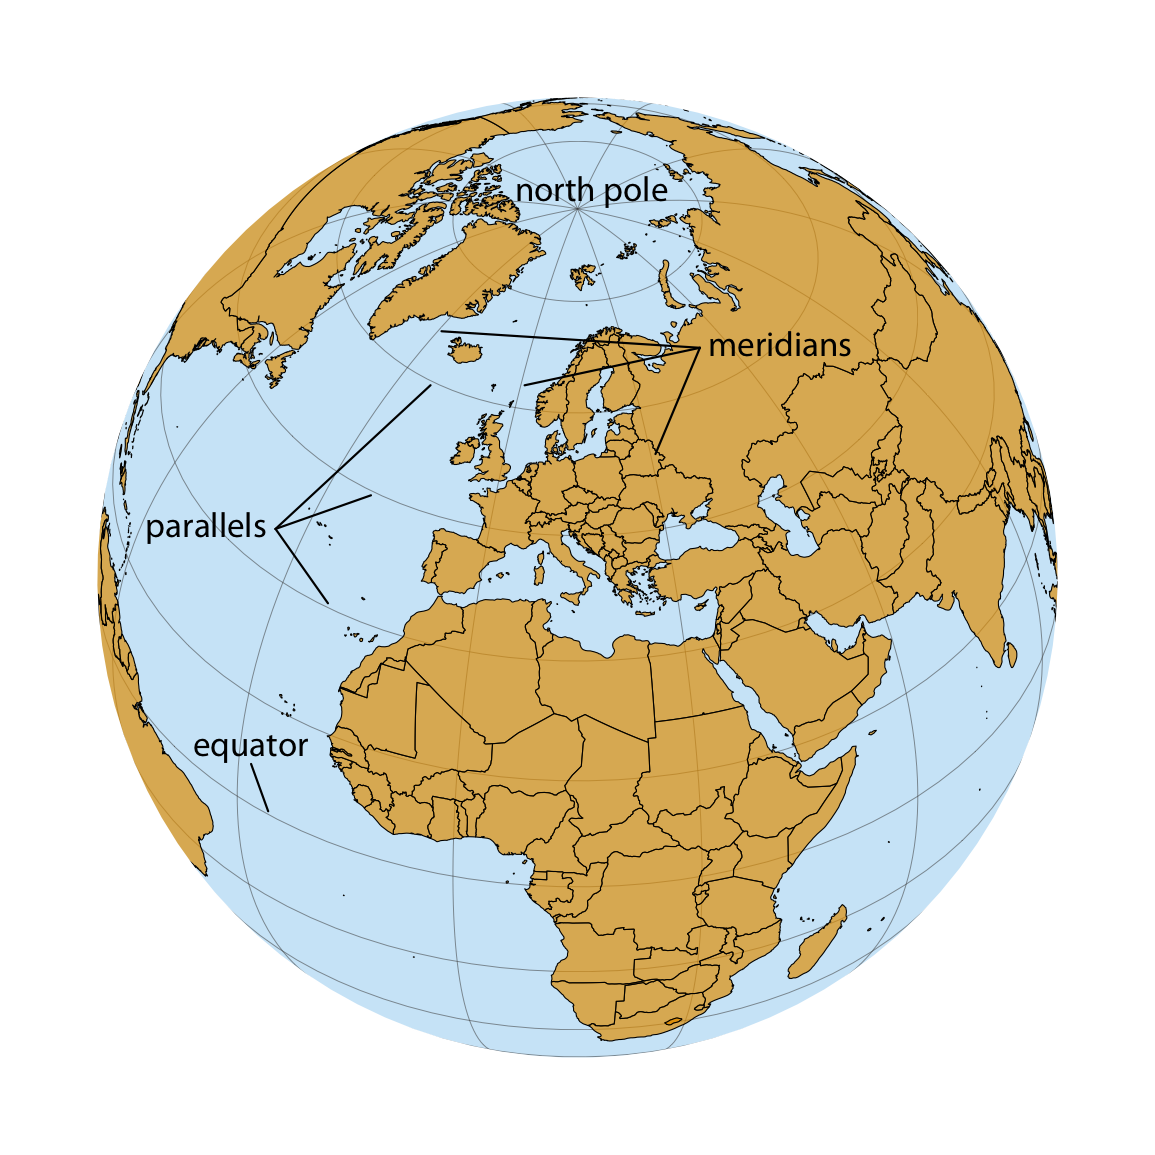 north pole
meridians
parallels
equator